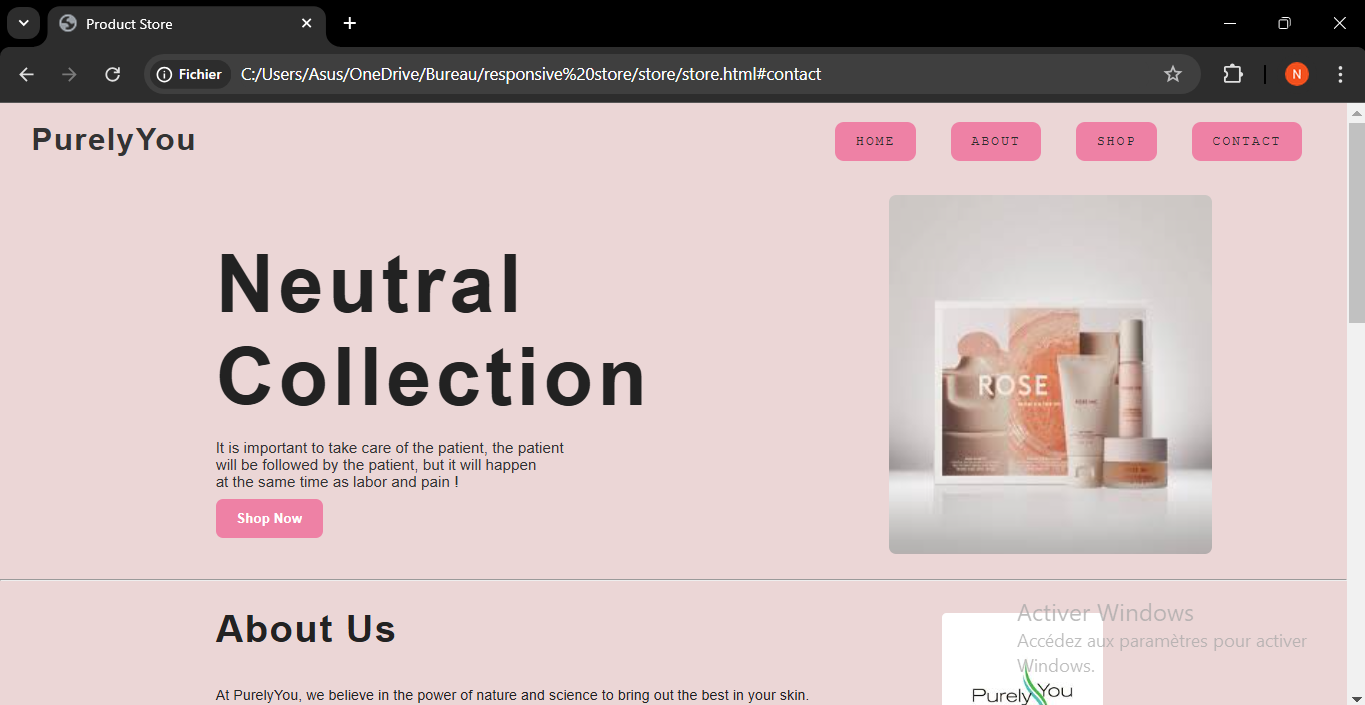 Product Store
Fichier
C:/Users/Asus/OneDrive/Bureau/responsive%20store/store/store.html#contact
N
PurelyYou
HOME
ABOUT
SHOP
CONTACT
Neutral
Collection
It is important to take care of the patient, the patient
will be followed by the patient, but it will happen
at the same time as labor and pain !
Shop Now
ROSE
About Us
At PurelyYou, we believe in the power of nature and science to bring out the best in your skin.
PurelyYou
Activer Windows
Accédez aux paramètres pour activer
Windows.